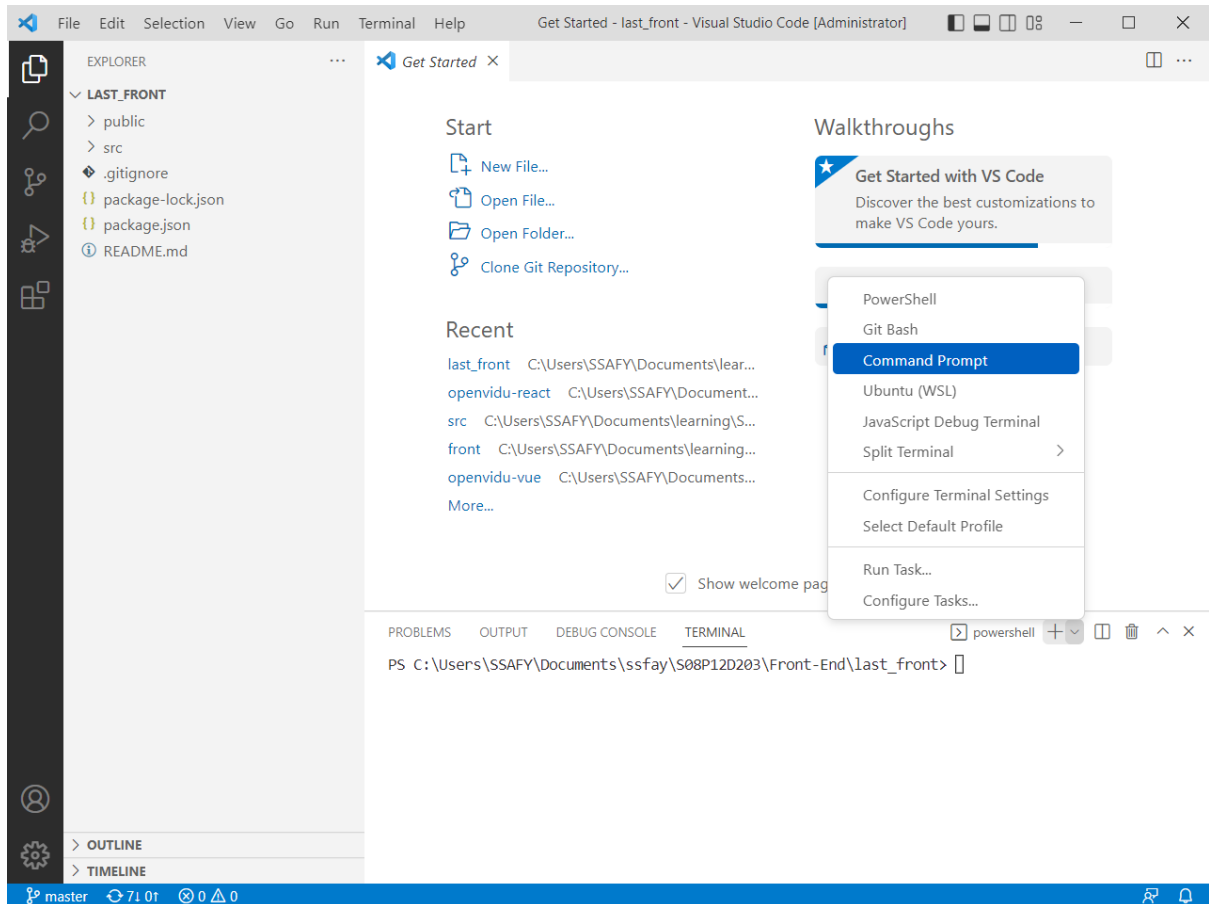 File Edit Selection View Go Run Terminal Help Get Started - last_front - Visual Studio Code [Administrator]
EXPLORER
LAST_FRONT
public
src
.gitignore
{} package-lock.json
{} package.json
README.md
OUTLINE
TIMELINE
Get Started
Start
New File...
Open File...
Open Folder...
Clone Git Repository...
Recent
last_front C:\Users\SSAFY\Documents\lear...
openvidu-react C:\Users\SSAFY\Document...
src C:\Users\SSAFY\Documents\learning\S...
front C:\Users\SSAFY\Documents\learning...
openvidu-vue C:\Users\SSAFY\Documents...
More...
Walkthroughs
Get Started with VS Code
Discover the best customizations to
make VS Code yours.
Show welcome pag
PowerShell
Git Bash
Command Prompt
Ubuntu (WSL)
JavaScript Debug Terminal
Split Terminal
Configure Terminal Settings
Select Default Profile
Run Task...
Configure Tasks...
PROBLEMS OUTPUT DEBUG CONSOLE TERMINAL powershell
PS C:\Users\SSAFY\Documents\ssfay\S08P12D203\Front-End\last_front>
master 7↓ 0↑ 0 0